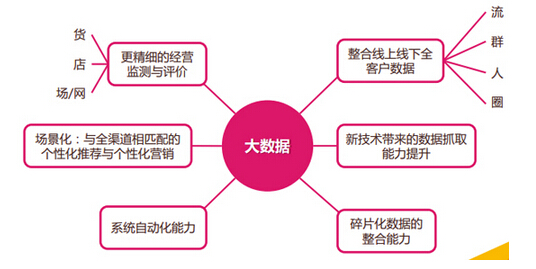 货
店
场/网
更精细的经营
监测与评价
整合线上线下全
客户数据
流
群
人
圈
场景化：与全渠道相匹配的
个性化推荐与个性化营销
大数据
新技术带来的数据抓取
能力提升
系统自动化能力
碎片化数据的
整合能力